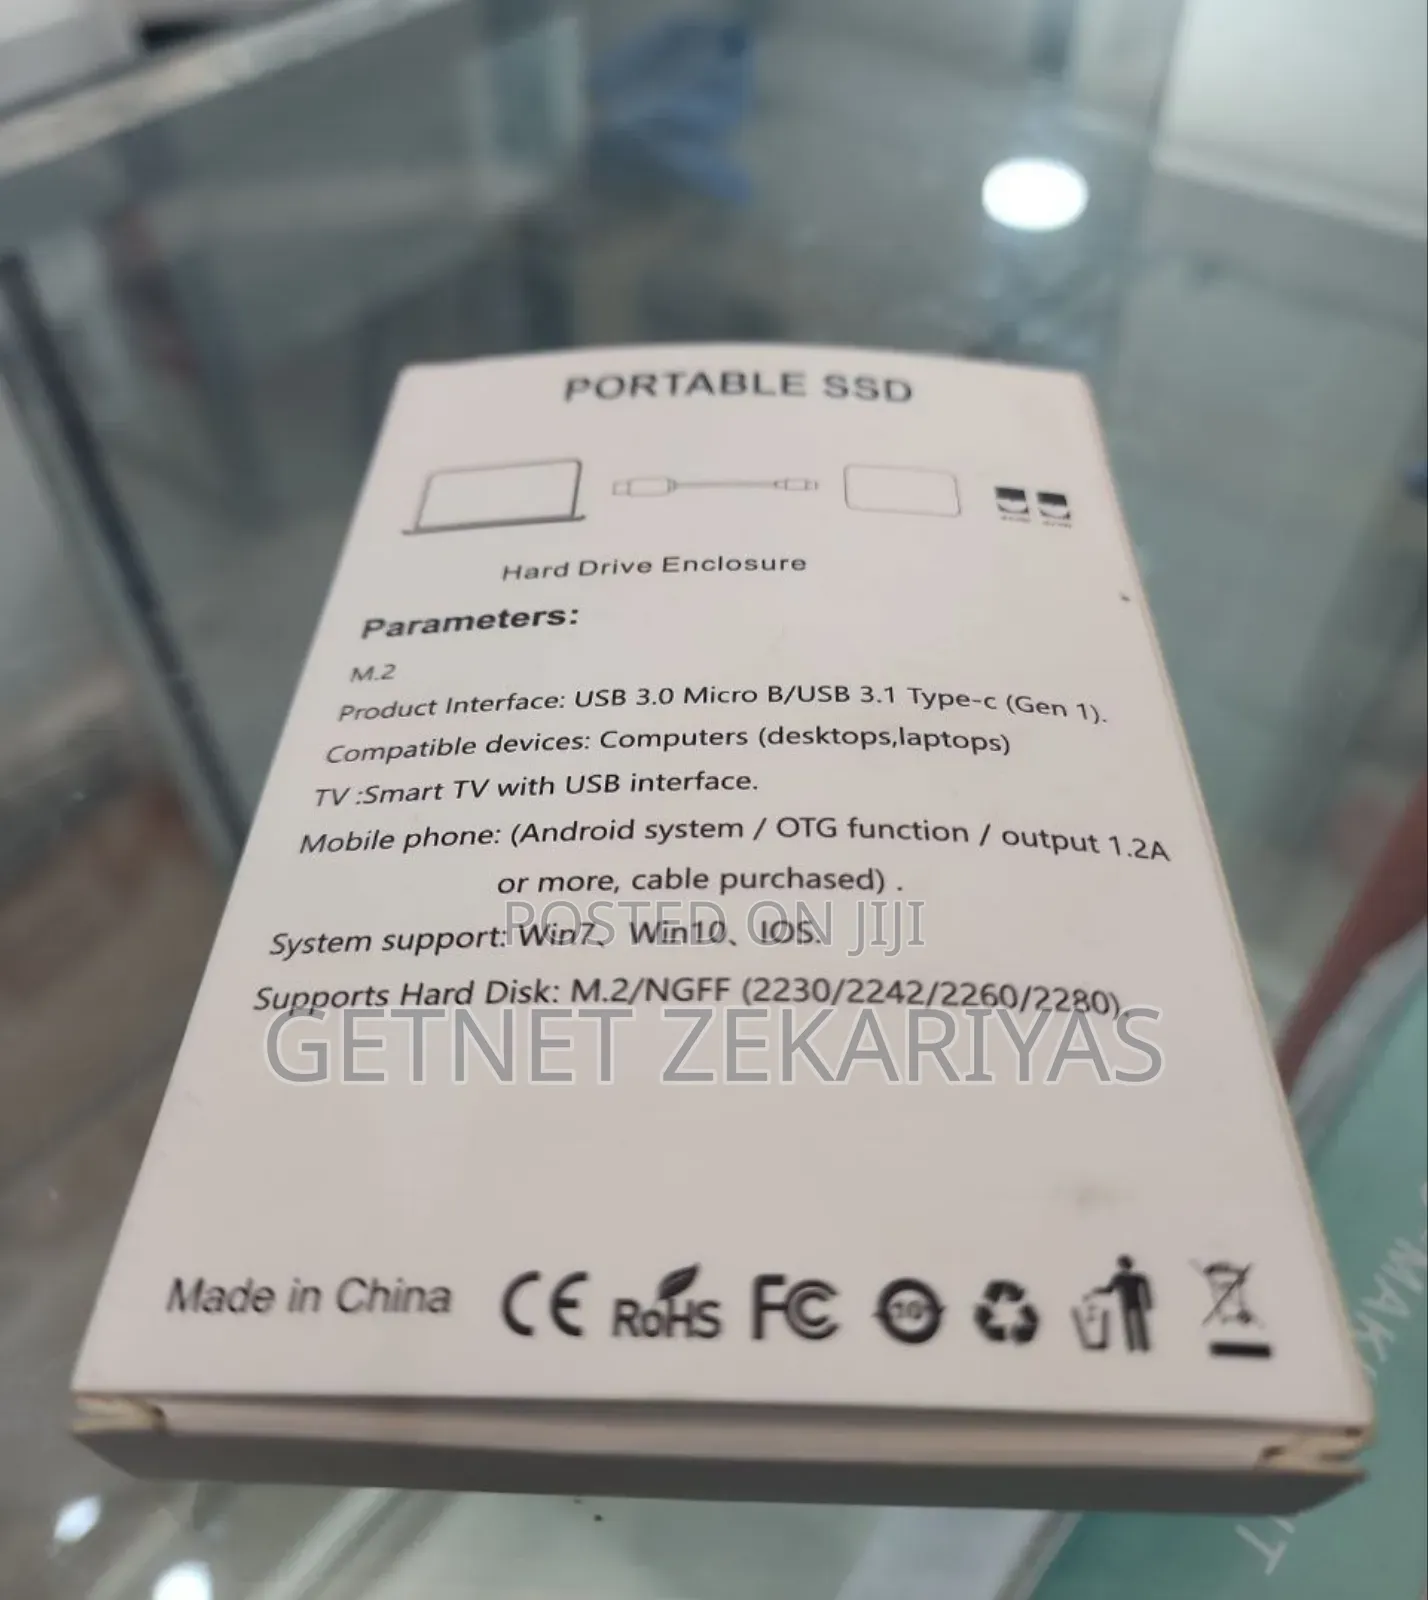 PORTABLE SSD
Hard Drive Enclosure
Parameters:
M.2
Product Interface: USB 3.0 Micro B/USB 3.1 Type-c (Gen 1).
Compatible devices: Computers (desktops,laptops)
TV :Smart TV with USB interface.
Mobile phone: (Android system / OTG function / output 1.2A
or more, cable purchased) .
POSTED ON JIJI
System support: Win7、Win10、IOS.
Supports Hard Disk: M.2/NGFF (2230/2242/2260/2280).
GETNET ZEKARIYAS
Made in China CE RoHS FC 10